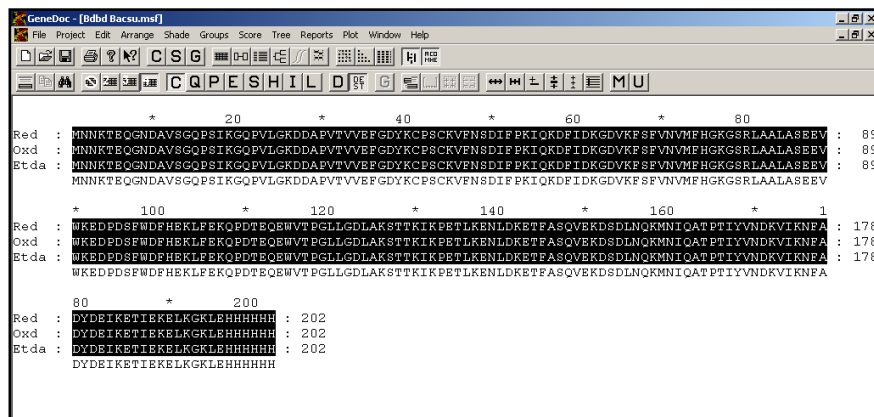 GeneDoc - [Bdbd Bacsu.msf]
File Project Edit Arrange Shade Groups Score Tree Reports Plot Window Help
C S G
C Q P E S H I L D G M U
* 20 * 40 * 60 * 80
Red : MNNKTEQGNDAVSGQPSIKGQPVLGKDDAPVTVVEFGDYKCPSCKVFNSDIFPKIQKDFIDKGDVKFSFVNVMFHGKGSRLAALASEEV : 89
Oxd : MNNKTEQGNDAVSGQPSIKGQPVLGKDDAPVTVVEFGDYKCPSCKVFNSDIFPKIQKDFIDKGDVKFSFVNVMFHGKGSRLAALASEEV : 89
Etda : MNNKTEQGNDAVSGQPSIKGQPVLGKDDAPVTVVEFGDYKCPSCKVFNSDIFPKIQKDFIDKGDVKFSFVNVMFHGKGSRLAALASEEV : 89
MNNKTEQGNDAVSGQPSIKGQPVLGKDDAPVTVVEFGDYKCPSCKVFNSDIFPKIQKDFIDKGDVKFSFVNVMFHGKGSRLAALASEEV
* 100 * 120 * 140 * 160 * 1
Red : WKEDPDSFWDFHEKLFEKQPDTEQEWVTPGLLGDLAKSTTKIKPETLKENLDKETFASQVEKDSDLNQKMNIQATPTIYVNDKVIKNFA : 178
Oxd : WKEDPDSFWDFHEKLFEKQPDTEQEWVTPGLLGDLAKSTTKIKPETLKENLDKETFASQVEKDSDLNQKMNIQATPTIYVNDKVIKNFA : 178
Etda : WKEDPDSFWDFHEKLFEKQPDTEQEWVTPGLLGDLAKSTTKIKPETLKENLDKETFASQVEKDSDLNQKMNIQATPTIYVNDKVIKNFA : 178
WKEDPDSFWDFHEKLFEKQPDTEQEWVTPGLLGDLAKSTTKIKPETLKENLDKETFASQVEKDSDLNQKMNIQATPTIYVNDKVIKNFA
80 * 200
Red : DYDEIKETIEKELKGKLEHHHHHH : 202
Oxd : DYDEIKETIEKELKGKLEHHHHHH : 202
Etda : DYDEIKETIEKELKGKLEHHHHHH : 202
DYDEIKETIEKELKGKLEHHHHHH